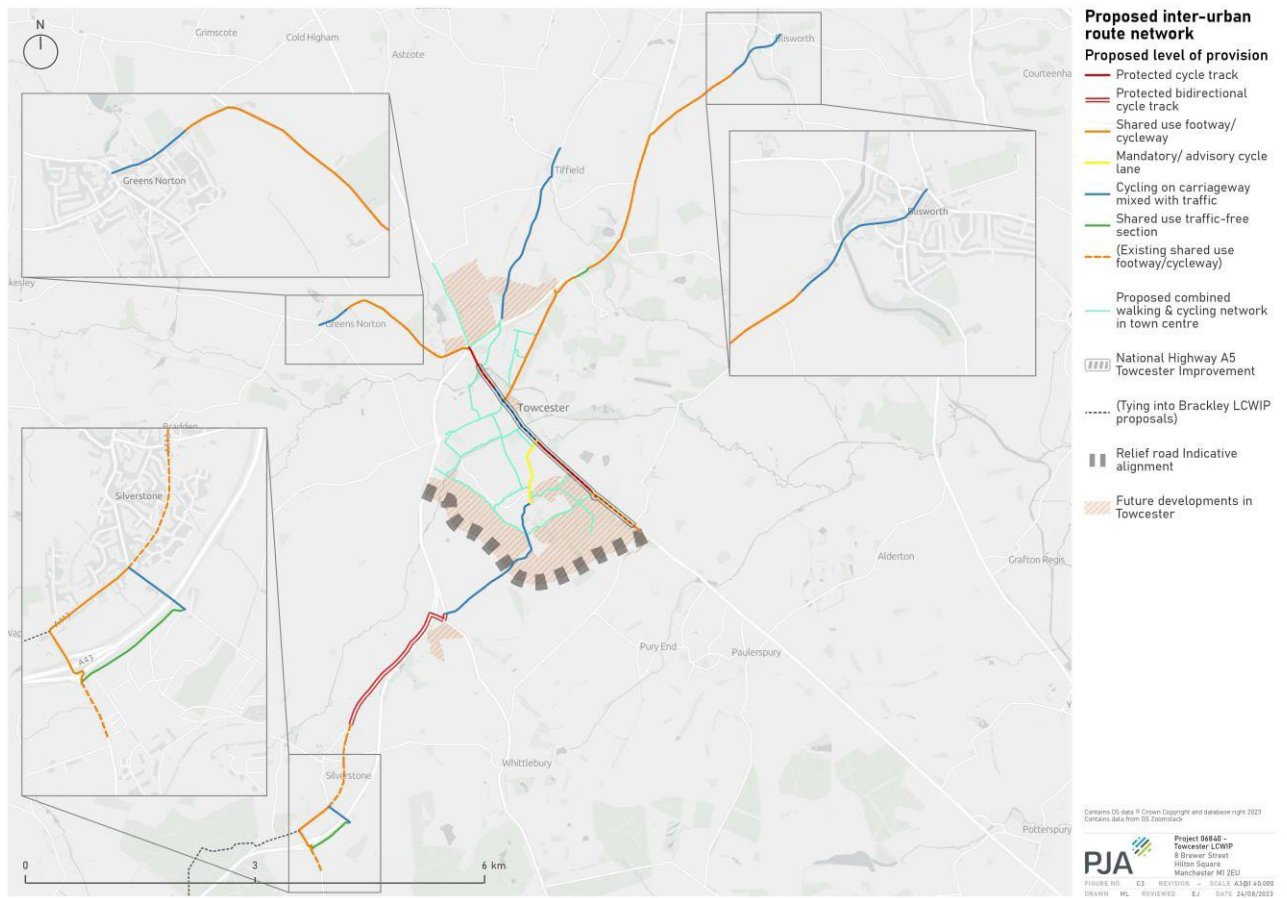 N
Grimscote
Cold Higham
Astcote
Blisworth
Courteenha
Greens Norton
Tiffield
Blisworth
kesley
Greens Norton
Towcester
Bradden
Silverstone
Alderton
Grafton Regis
A43
Pury End
Paulerspury
Whittlebury
Silverstone
Potterspury
0 3 6 km
Proposed inter-urban
route network
Proposed level of provision
Protected cycle track
Protected bidirectional
cycle track
Shared use footway/
cycleway
Mandatory/ advisory cycle
lane
Cycling on carriageway
mixed with traffic
Shared use traffic-free
section
(Existing shared use
footway/cycleway)
Proposed combined
walking & cycling network
in town centre
National Highway A5
Towcester Improvement
(Tying into Brackley LCWIP
proposals)
Relief road Indicative
alignment
Future developments in
Towcester
Contains OS data © Crown Copyright and database right 2023
Contains data from OS Zoomstack
PJA
Project 06840 -
Towcester LCWIP
8 Brewer Street
Hilton Square
Manchester M1 2EU
FIGURE NO. C3 REVISION - SCALE A3@1:40,000
DRAWN ML REVIEWED EJ DATE 24/08/2023